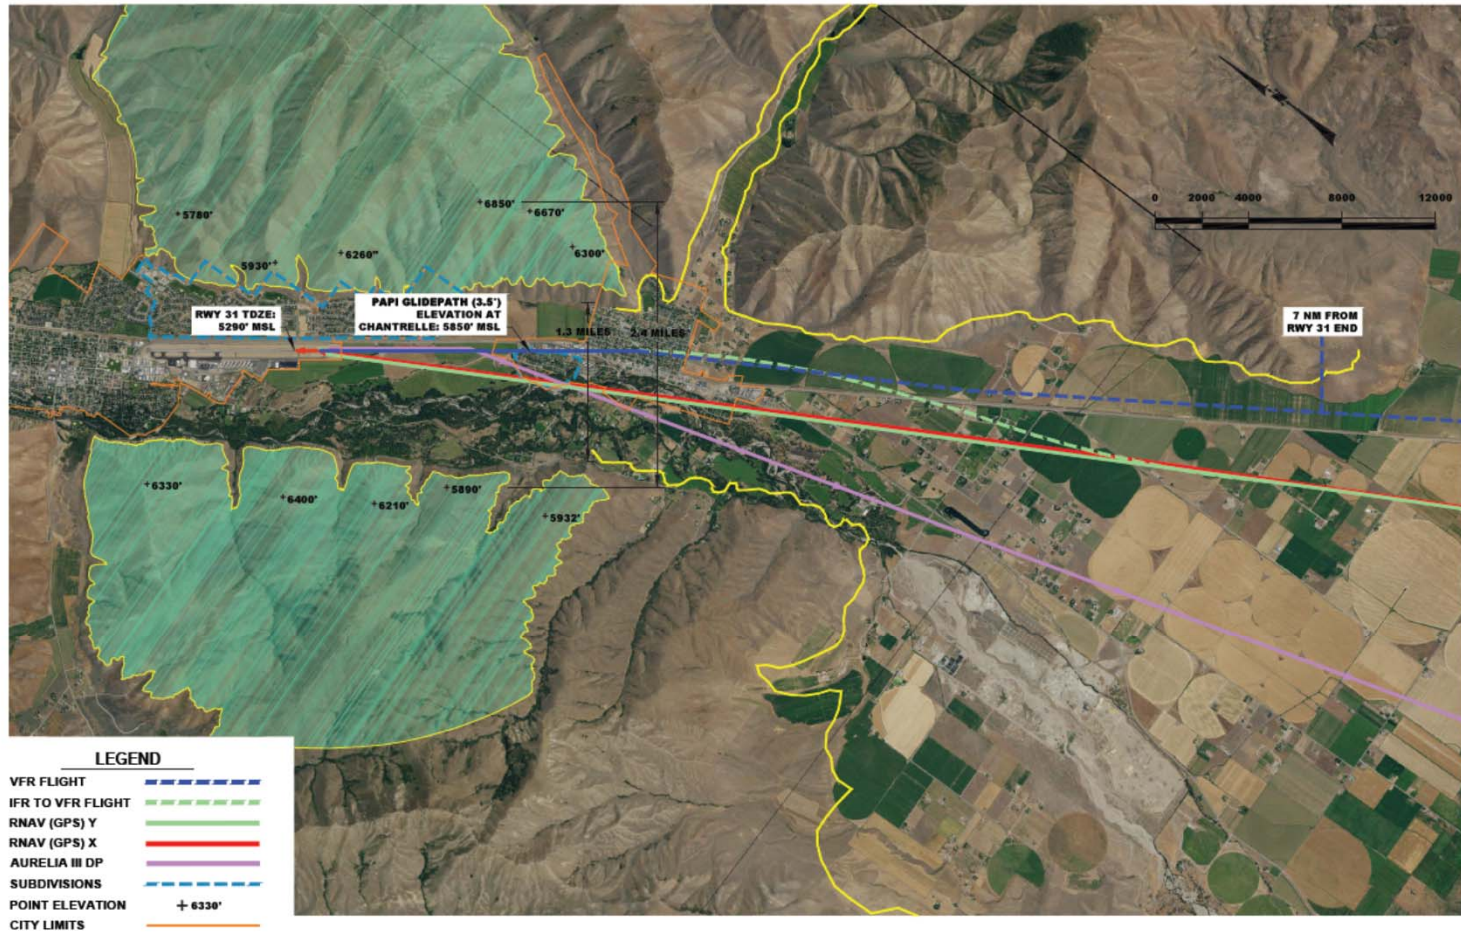 0 2000 4000 8000 12000
+6850'
+5780'
+6670'
5930'+
+6260"
+6300'
RWY 31 TDZE:
5290' MSL
PAPI GLIDEPATH (3.5°)
ELEVATION AT
CHANTRELLE: 5850' MSL
1.3 MILES
2.4 MILES
7 NM FROM
RWY 31 END
+6330'
+6400'
+6210'
+5890'
+5932'
LEGEND
VFR FLIGHT
IFR TO VFR FLIGHT
RNAV (GPS) Y
RNAV (GPS) X
AURELIA III DP
SUBDIVISIONS
POINT ELEVATION + 6330'
CITY LIMITS